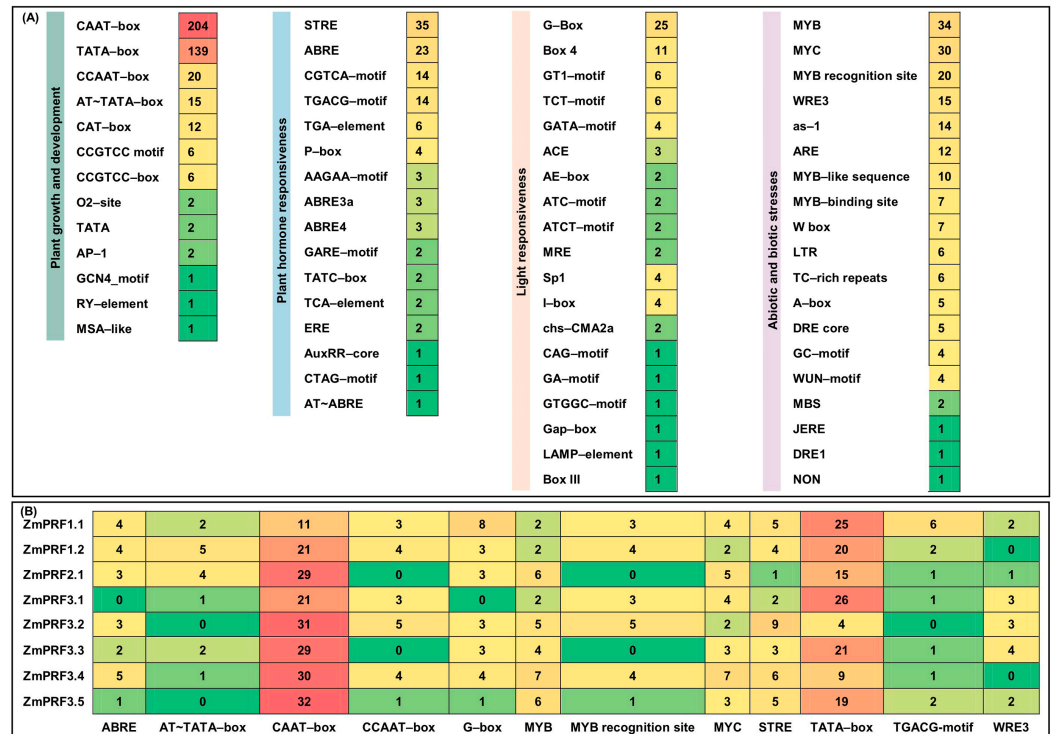 (A)
Plant growth and development
CAAT–box 204
TATA–box 139
CCAAT–box 20
AT~TATA–box 15
CAT–box 12
CCGTCC motif 6
CCGTCC–box 6
O2–site 2
TATA 2
AP–1 2
GCN4_motif 1
RY–element 1
MSA–like 1
Plant hormone responsiveness
STRE 35
ABRE 23
CGTCA–motif 14
TGACG–motif 14
TGA–element 6
P–box 4
AAGAA–motif 3
ABRE3a 3
ABRE4 3
GARE–motif 2
TATC–box 2
TCA–element 2
ERE 2
AuxRR–core 1
CTAG–motif 1
AT~ABRE 1
Light responsiveness
G–Box 25
Box 4 11
GT1–motif 6
TCT–motif 6
GATA–motif 4
ACE 3
AE–box 2
ATC–motif 2
ATCT–motif 2
MRE 2
Sp1 4
I–box 4
chs–CMA2a 2
CAG–motif 1
GA–motif 1
GTGGC–motif 1
Gap–box 1
LAMP–element 1
Box III 1
Abiotic and biotic stresses
MYB 34
MYC 30
MYB recognition site 20
WRE3 15
as–1 14
ARE 12
MYB–like sequence 10
MYB–binding site 7
W box 7
LTR 6
TC–rich repeats 6
A–box 5
DRE core 5
GC–motif 4
WUN–motif 4
MBS 2
JERE 1
DRE1 1
NON 1
(B)
ZmPRF1.1 4 2 11 3 8 2 3 4 5 25 6 2
ZmPRF1.2 4 5 21 4 3 2 4 2 4 20 2 0
ZmPRF2.1 3 4 29 0 3 6 0 5 1 15 1 1
ZmPRF3.1 0 1 21 3 0 2 3 4 2 26 1 3
ZmPRF3.2 3 0 31 5 3 5 5 2 9 4 0 3
ZmPRF3.3 2 2 29 0 3 4 0 3 3 21 1 4
ZmPRF3.4 5 1 30 4 4 7 4 7 6 9 1 0
ZmPRF3.5 1 0 32 1 1 6 1 3 5 19 2 2
ABRE AT~TATA–box CAAT–box CCAAT–box G–box MYB MYB recognition site MYC STRE TATA–box TGACG-motif WRE3